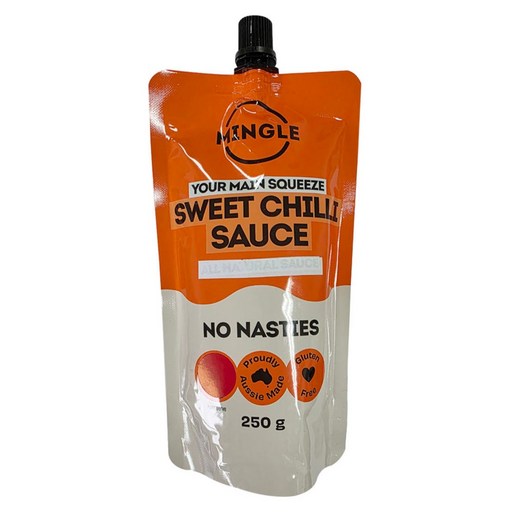 MINGLE
YOUR MAIN SQUEEZE
SWEET CHILLI
SAUCE
ALL NATURAL SAUCE
NO NASTIES
Proudly
Aussie Made
Gluten
Free
250 g